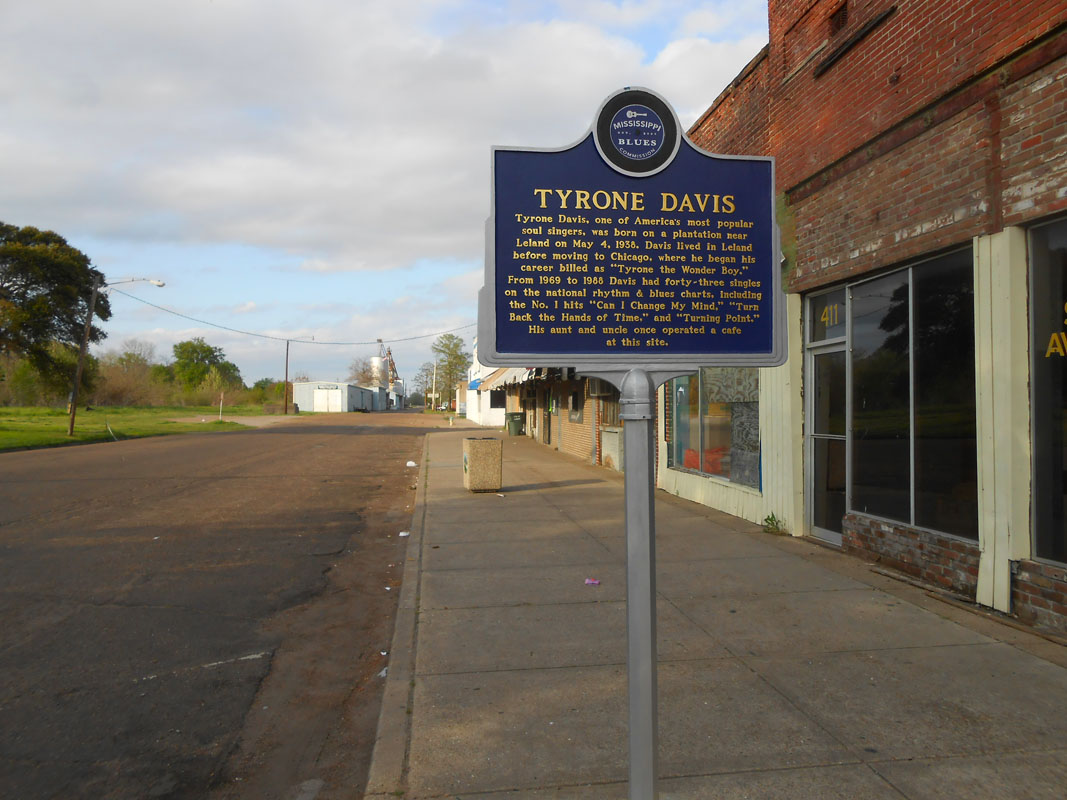 MISSISSIPPI
BLUES
COMMISSION
TYRONE DAVIS
Tyrone Davis, one of America's most popular
soul singers, was born on a plantation near
Leland on May 4, 1938. Davis lived in Leland
before moving to Chicago, where he began his
career billed as "Tyrone the Wonder Boy."
From 1969 to 1988 Davis had forty-three singles
on the national rhythm & blues charts, including
the No. 1 hits "Can I Change My Mind," "Turn
Back the Hands of Time," and "Turning Point."
His aunt and uncle once operated a cafe
at this site.
411